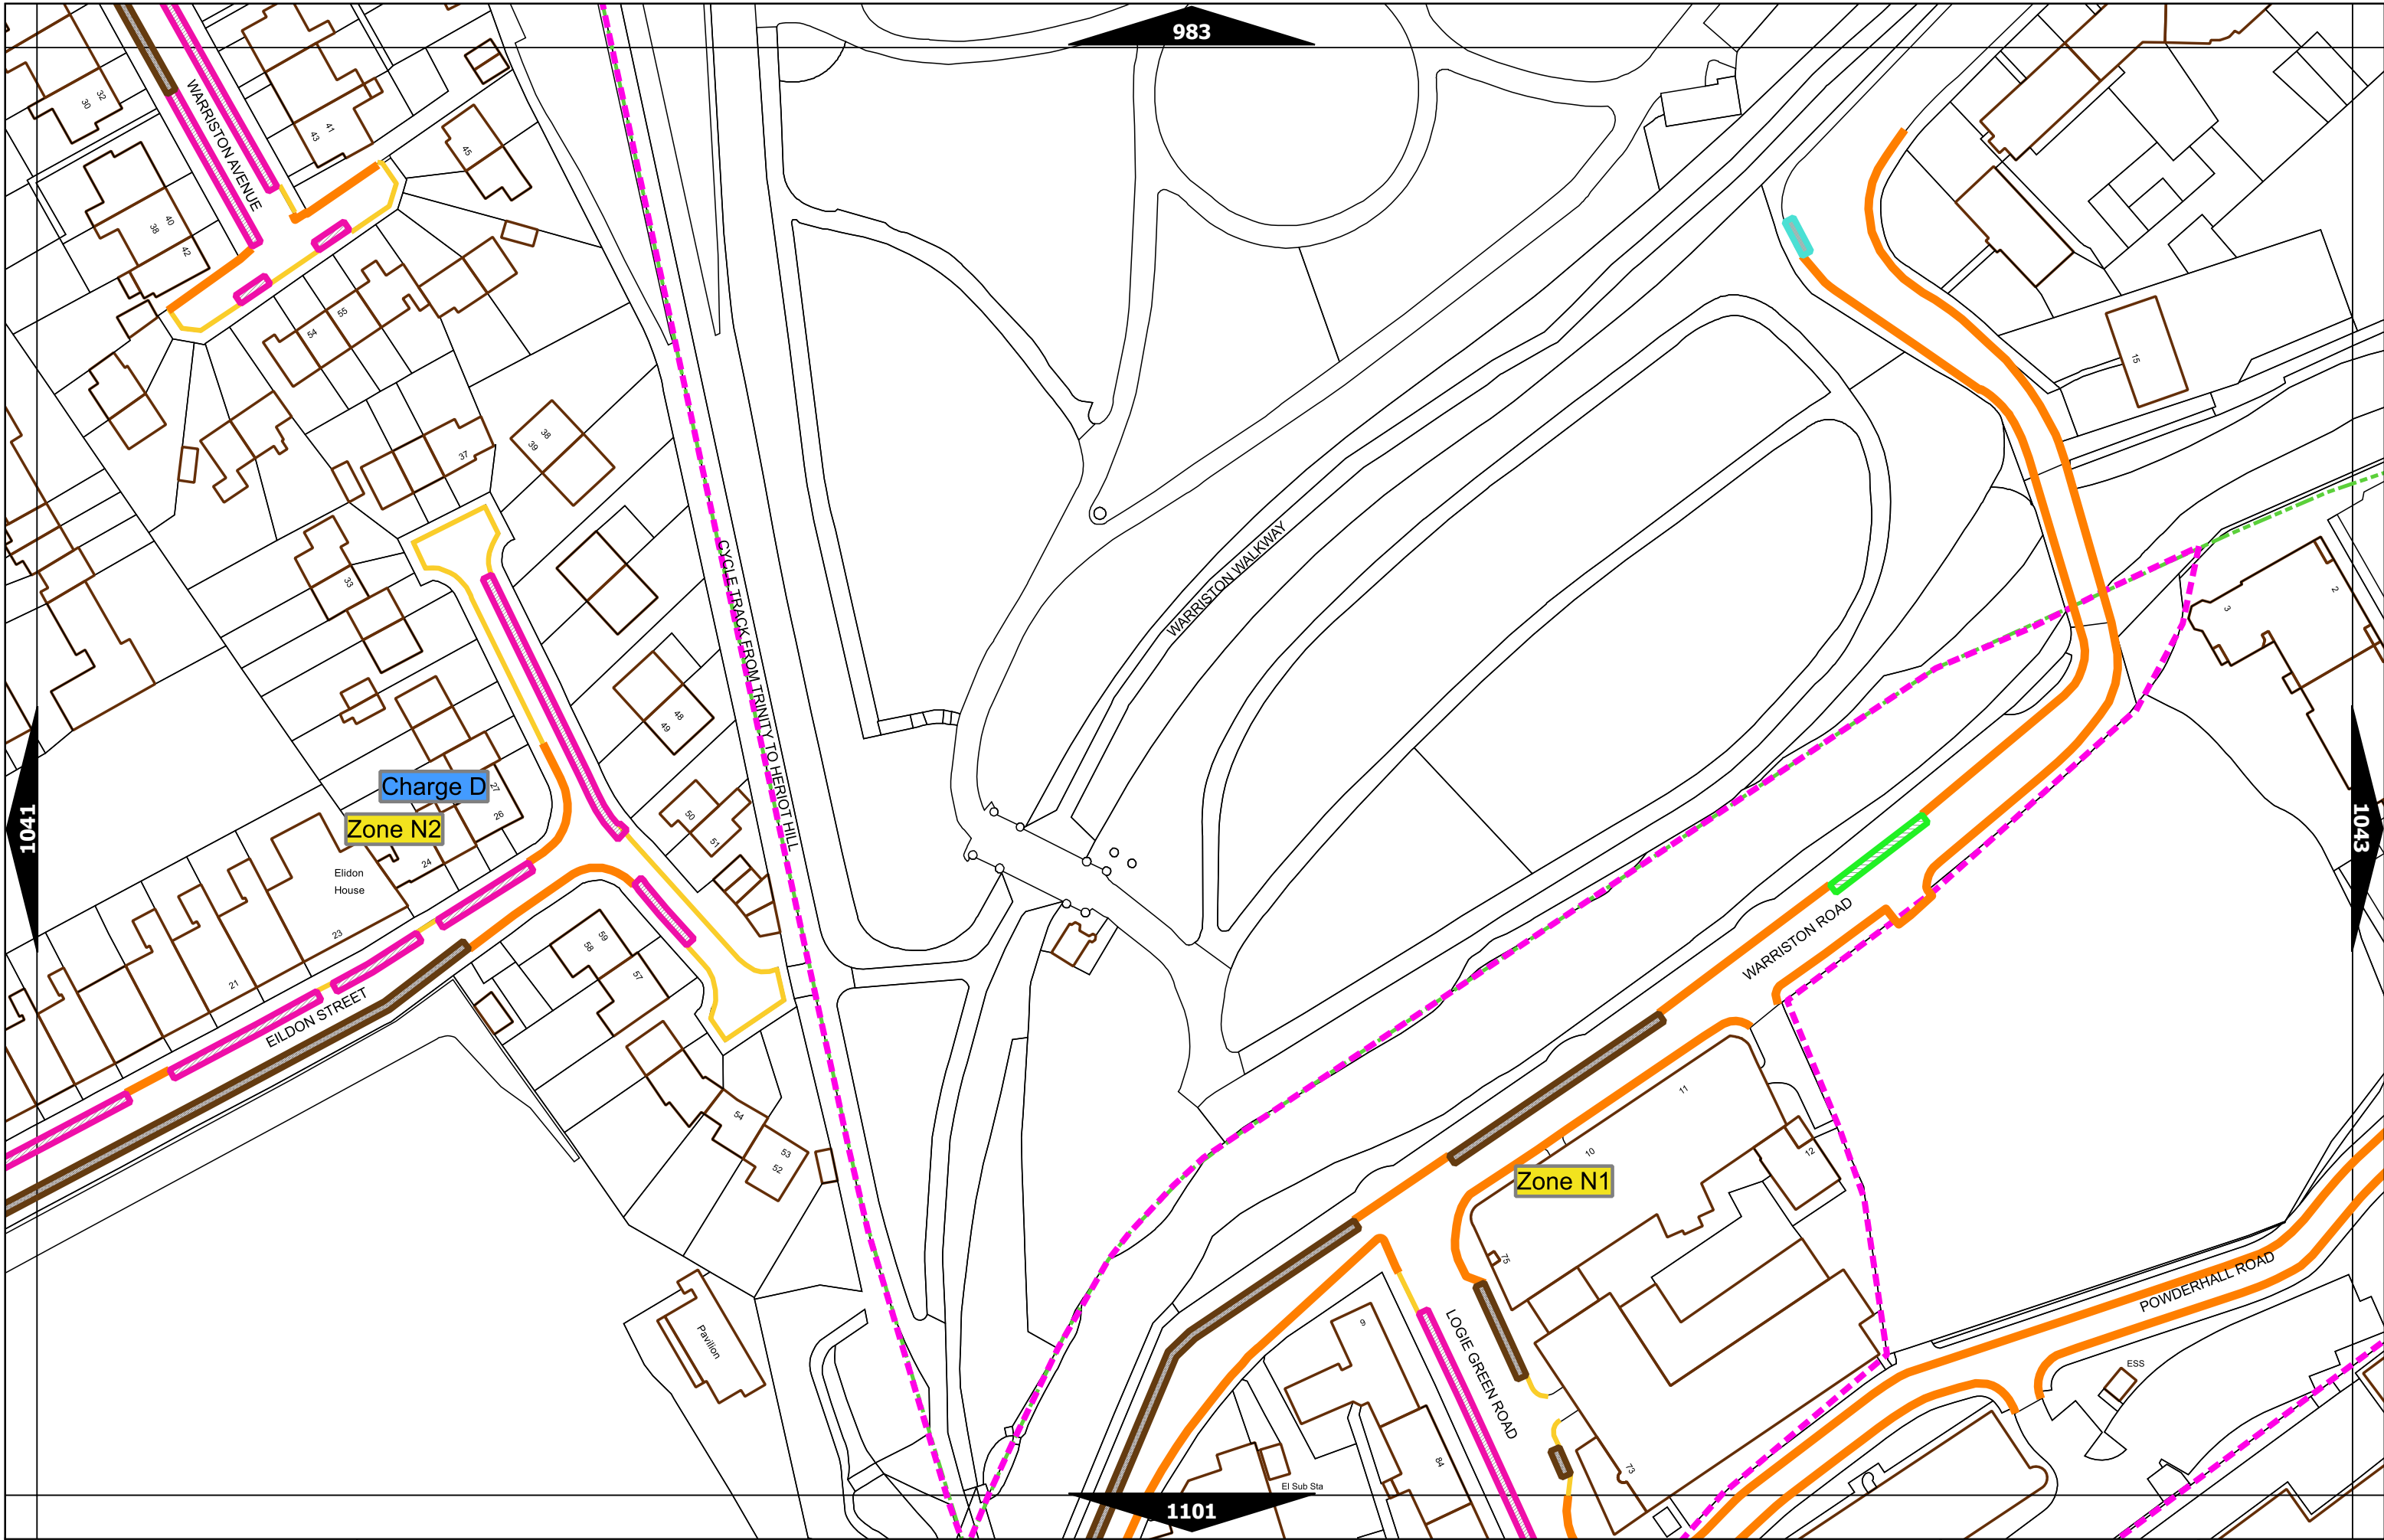 983
WARRISTON AVENUE
30
32
43
41
45
38
40
42
54
55
37
38
39
33
15
CYCLE TRACK FROM TRINITY TO HERIOT HILL
WARRISTON WALKWAY
3
2
48
49
1041
1043
Charge D
Zone N2
27
26
24
50
51
Elidon
House
23
21
58
59
57
EILDON STREET
WARRISTON ROAD
11
10
12
Zone N1
54
53
52
75
POWDERHALL ROAD
Pavilion
9
LOGIE GREEN ROAD
ESS
84
73
El Sub Sta
1101